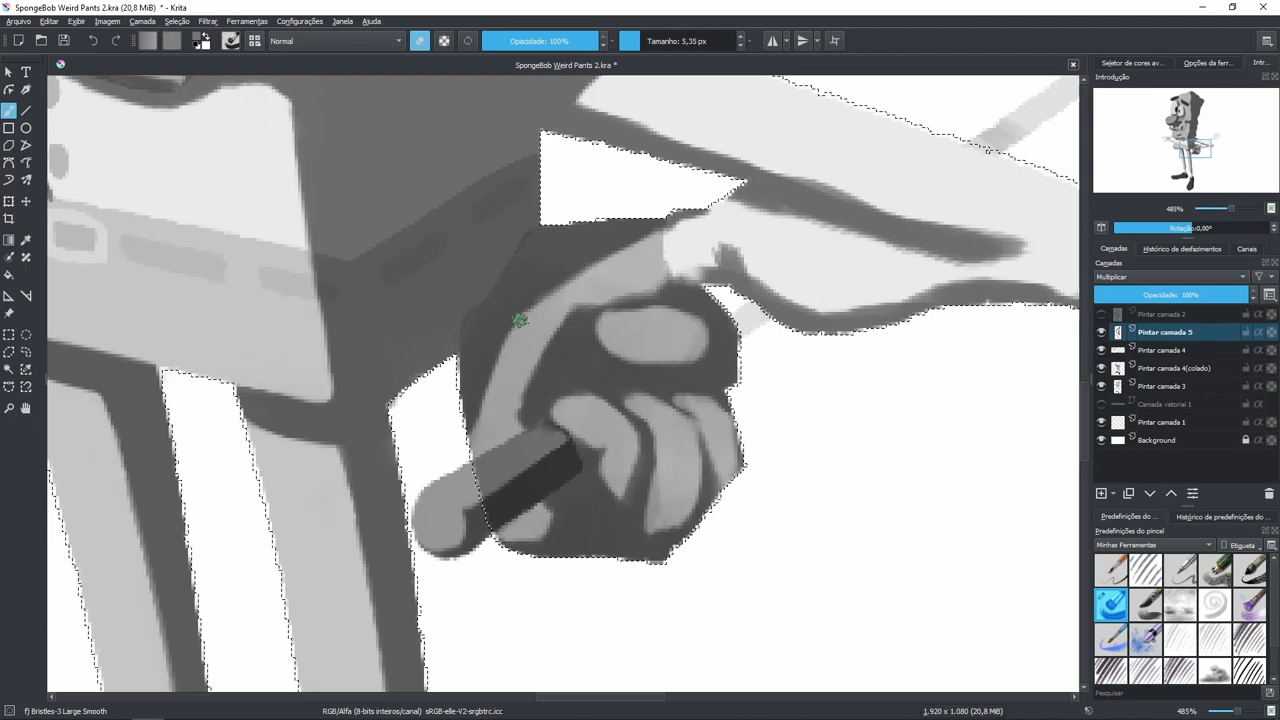 SpongeBob Weird Pants 2.kra (20,8 MiB) * - Krita
Arquivo Editar Exibir Imagem Camada Seleção Filtrar Ferramentas Configurações Janela Ajuda
Normal Opacidade: 100% Tamanho: 5,35 px
SpongeBob Weird Pants 2.kra (20,8 MiB) *
Seletor de cores av... Opções da ferr... Intr...
Introdução
485%
Rotação: 0,00°
Camadas Histórico de desfazimentos Canais
Camadas
Multiplicar
Opacidade: 100%
Pintar camada 2
Pintar camada 5
Pintar camada 4
Pintar camada 4(colado)
Pintar camada 3
Camada vetorial 1
Pintar camada 1
Background
Predefinições do ... Histórico de predefinições do ...
Predefinições do pincel
Minhas Ferramentas Etiqueta
Pesquisar
f) Bristles-3 Large Smooth RGB/Alfa (8-bits inteiros/canal) sRGB-elle-V2-srgbtrc.icc 1.920 x 1.080 (20,8 MiB) 485%